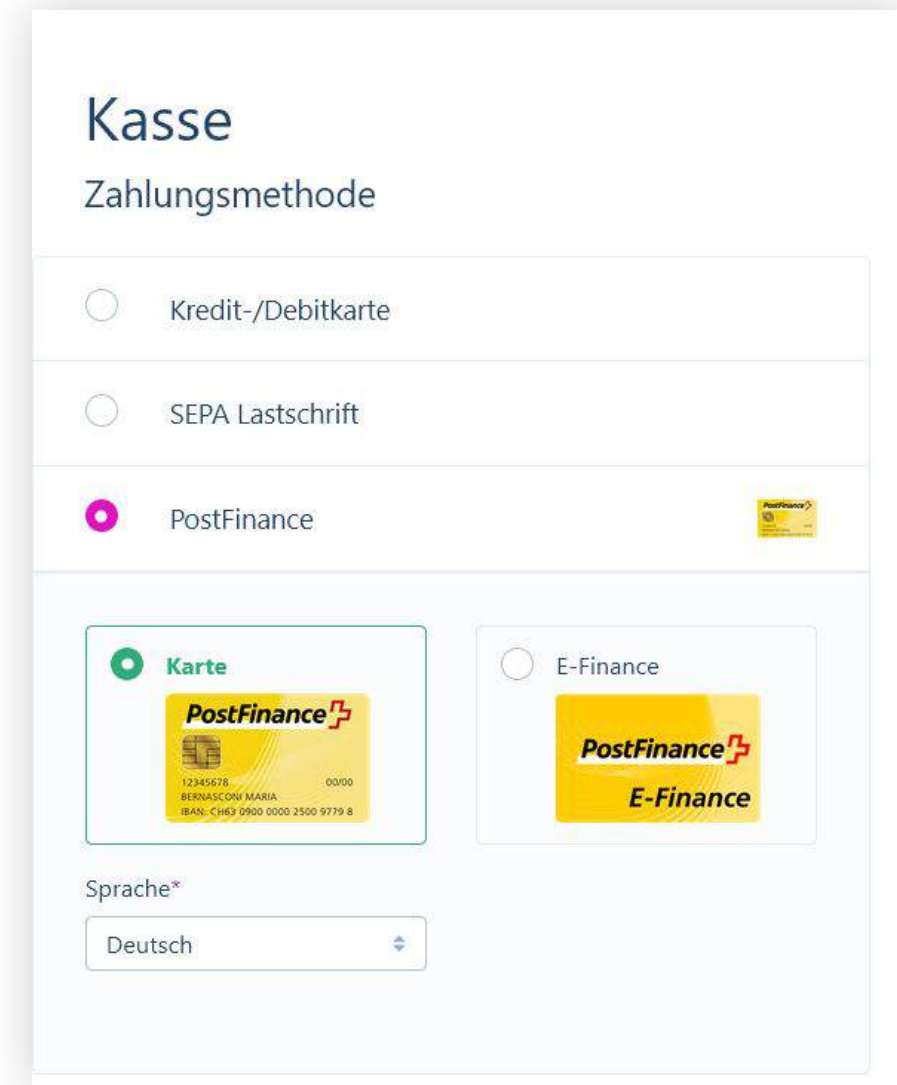 Kasse
Zahlungsmethode
Kredit-/Debitkarte
SEPA Lastschrift
PostFinance
PostFinance
Karte
PostFinance
12345678 00/00
BERNASCONI MARIA
IBAN: CH63 0900 0000 2500 9779 8
E-Finance
PostFinance
E-Finance
Sprache*
Deutsch